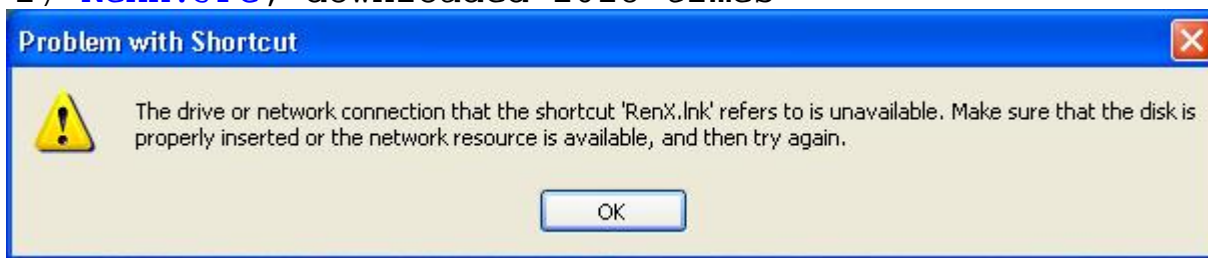 Problem with Shortcut
The drive or network connection that the shortcut 'RenX.lnk' refers to is unavailable. Make sure that the disk is
properly inserted or the network resource is available, and then try again.
OK